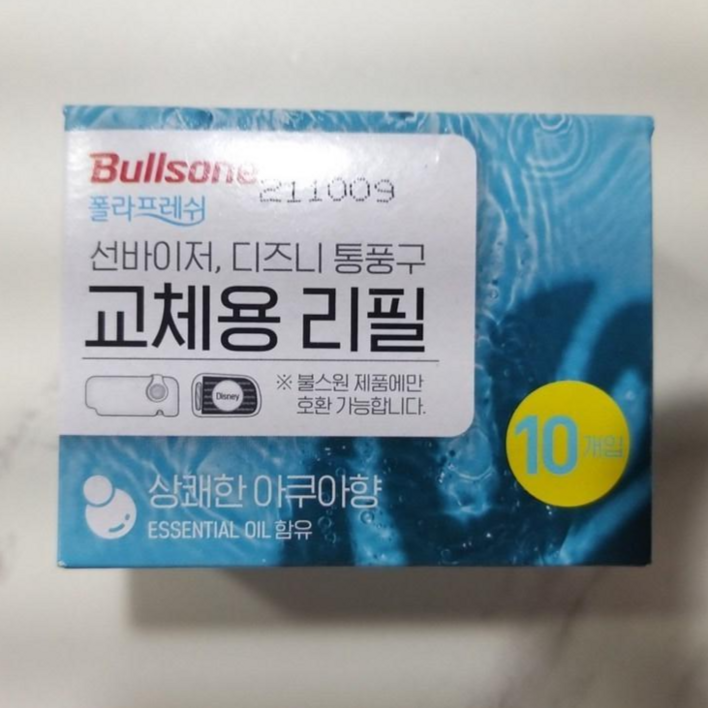 Bullsone
211009
폴라프레쉬
선바이저, 디즈니 통풍구
교체용 리필
Disney
※ 불스원 제품에만
호환 가능합니다.
10개입
상쾌한 아쿠아향
ESSENTIAL OIL 함유